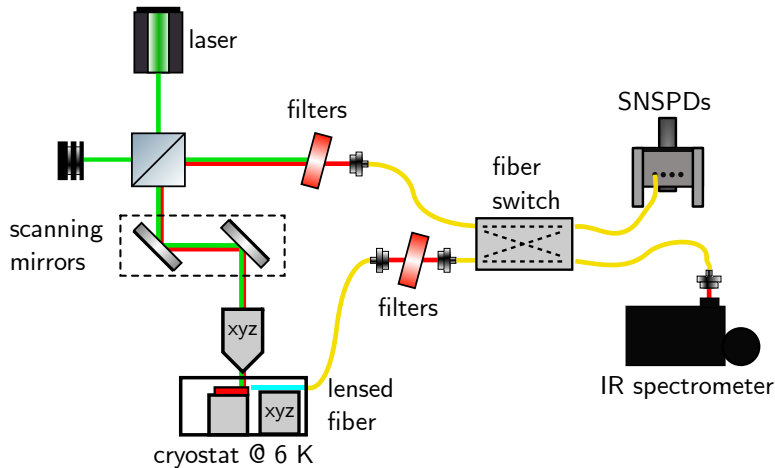 laser
SNSPDs
filters
fiber
switch
scanning
mirrors
filters
xyz
IR spectrometer
lensed
fiber
xyz
cryostat @ 6 K